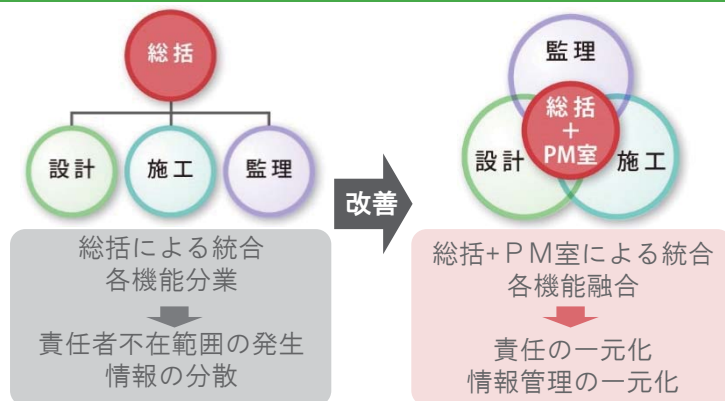 総括
設計
施工
監理
総括による統合
各機能分業
責任者不在範囲の発生
情報の分散
改善
監理
総括
+
PM室
設計
施工
総括+ＰＭ室による統合
各機能融合
責任の一元化
情報管理の一元化